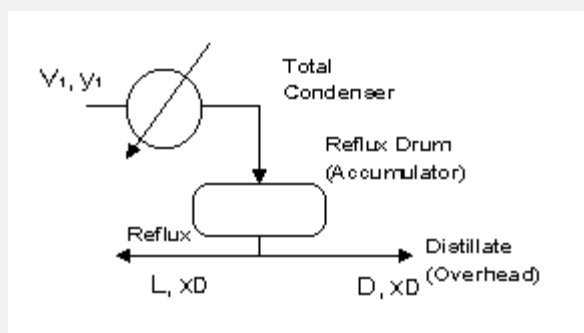 V1, y1
Total
Condenser
Reflux Drum
(Accumulator)
Reflux
Distillate
(Overhead)
L, xD
D, xD